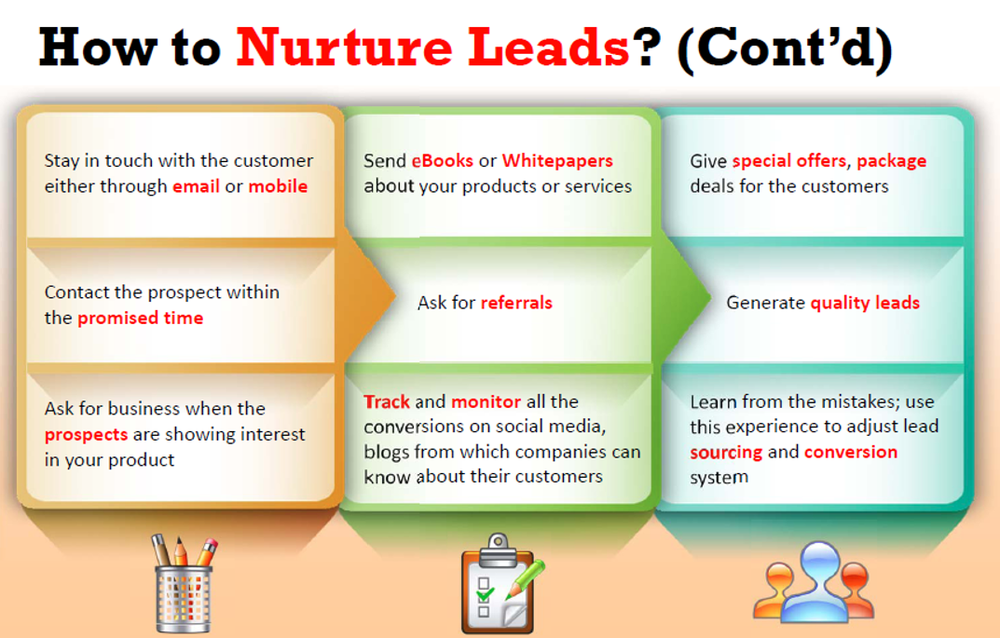 How to Nurture Leads? (Cont’d)
Stay in touch with the customer
either through email or mobile
Contact the prospect within
the promised time
Ask for business when the
prospects are showing interest
in your product
Send eBooks or Whitepapers
about your products or services
Ask for referrals
Track and monitor all the
conversions on social media,
blogs from which companies can
know about their customers
Give special offers, package
deals for the customers
Generate quality leads
Learn from the mistakes; use
this experience to adjust lead
sourcing and conversion
system